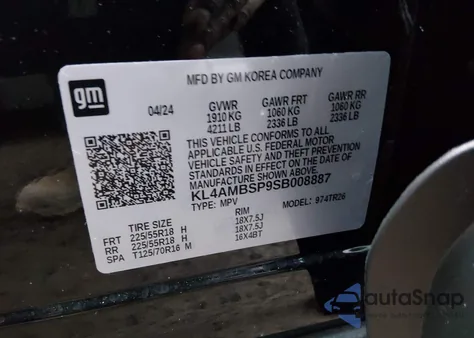 gm
MFD BY GM KOREA COMPANY
04/24 GVWR GAWR FRT GAWR RR
1910 KG 1060 KG 1060 KG
4211 LB 2336 LB 2336 LB
THIS VEHICLE CONFORMS TO ALL APPLICABLE
U.S. FEDERAL MOTOR VEHICLE
SAFETY AND THEFT PREVENTION
STANDARDS IN EFFECT ON THE DATE OF
MANUFACTURE SHOWN ABOVE.
KL4AMBSP9SB008887
TYPE: MPV MODEL: 974TR26
TIRE SIZE RIM
FRT 225/55R18 H 18X7.5J
RR 225/55R18 H 18X7.5J
SPA T125/70R16 M 16X4BT
autaSnap